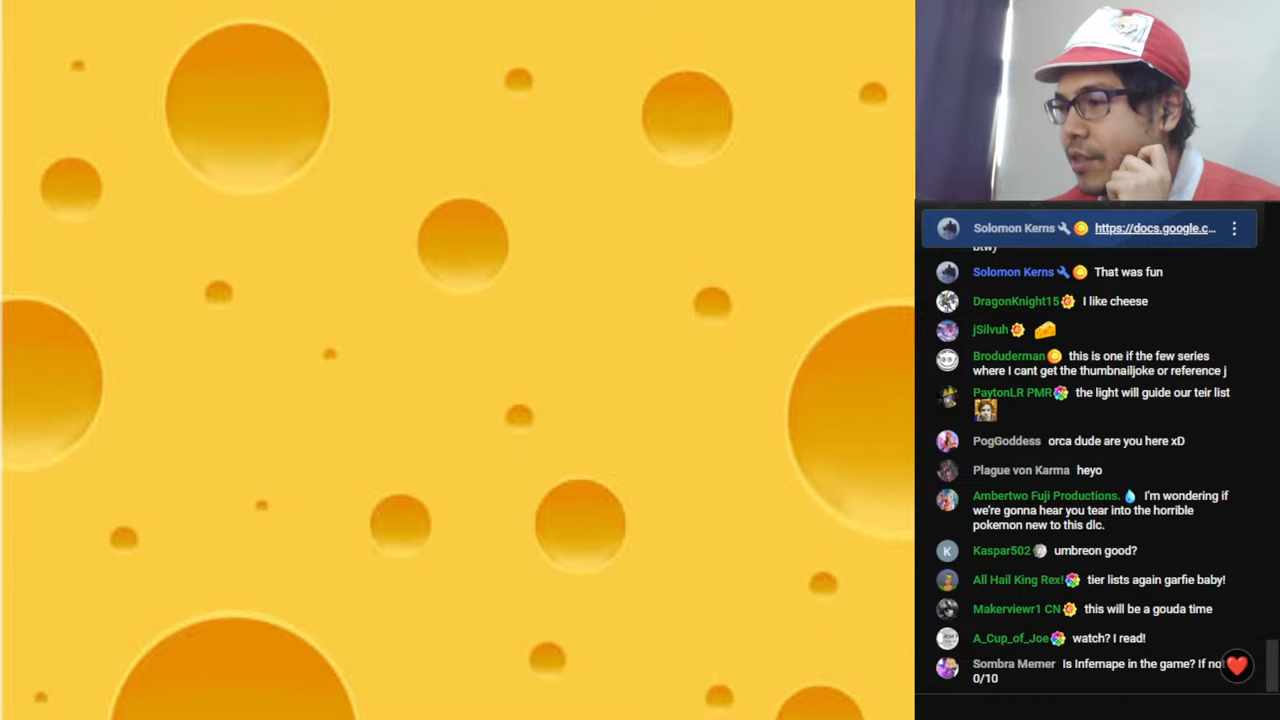 Solomon Kerns https://docs.google.c...
btw)
Solomon Kerns That was fun
DragonKnight15 I like cheese
jSilvuh
Broduderman this is one if the few series
where I cant get the thumbnailjoke or reference j
PaytonLR PMR the light will guide our teir list
PogGoddess orca dude are you here xD
Plague von Karma heyo
Ambertwo Fuji Productions. I'm wondering if
we're gonna hear you tear into the horrible
pokemon new to this dlc.
K Kaspar502 umbreon good?
All Hail King Rex! tier lists again garfie baby!
Makerviewr1 CN this will be a gouda time
A_Cup_of_Joe watch? I read!
Sombra Memer Is Infernape in the game? If no
0/10